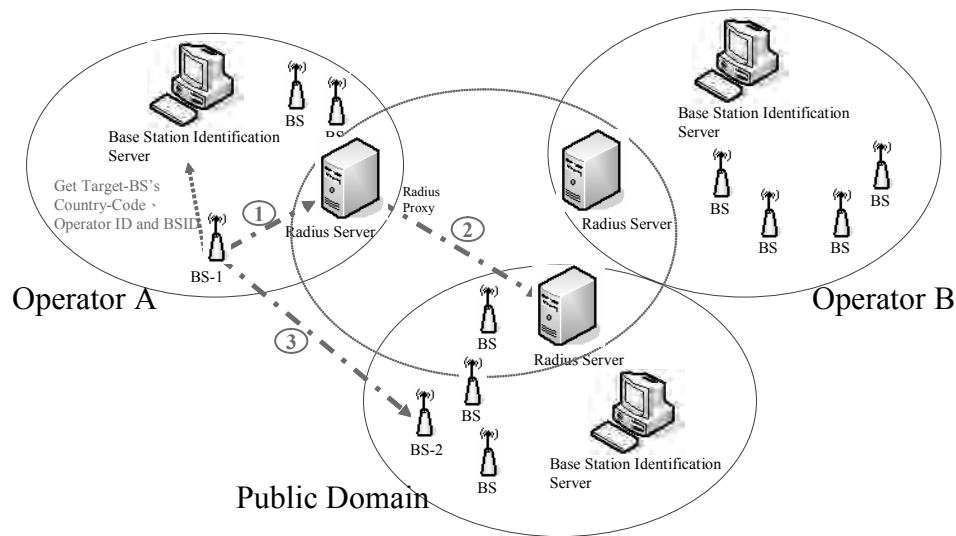 Base Station Identification
Server
BS
BS
Get Target-BS's
Country-Code、
Operator ID and BSID
1
Radius Server
Radius
Proxy
2
BS-1
Operator A
3
Base Station Identification
Server
Radius Server
BS
BS
BS
BS
Operator B
BS
Radius Server
BS
BS-2
BS
Base Station Identification
Server
Public Domain